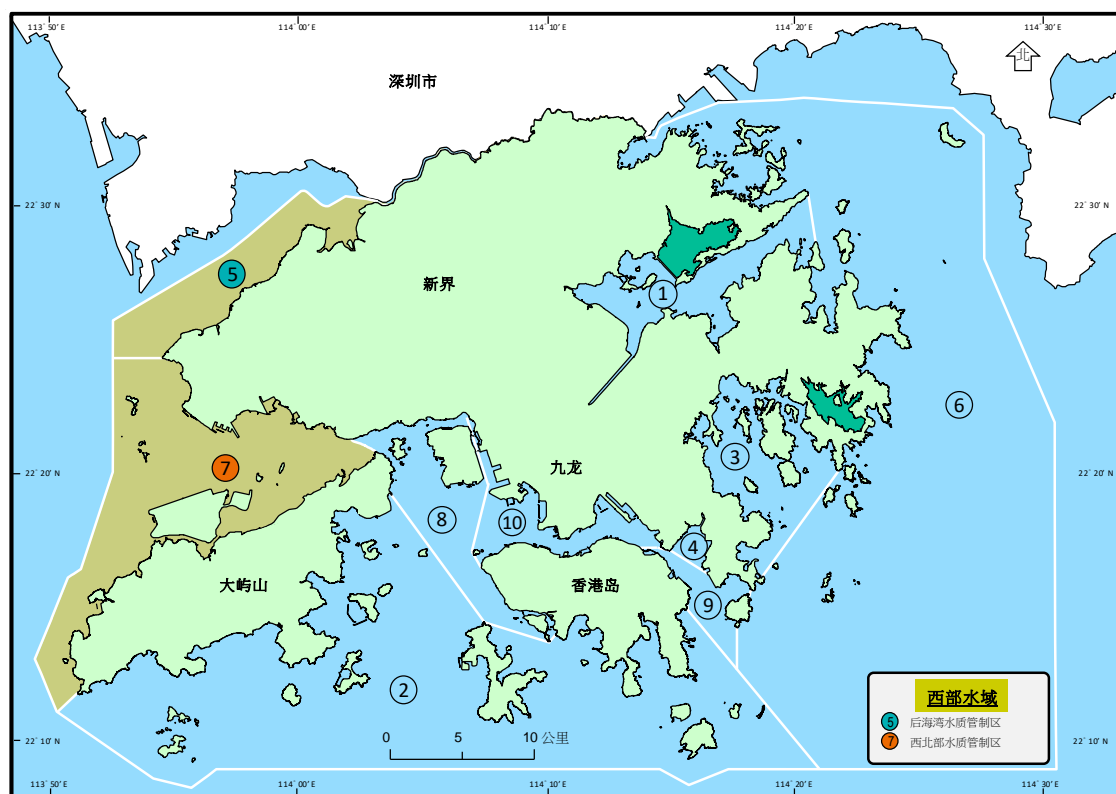 113° 50' E
114° 00' E
114° 10' E
114° 20' E
114° 30' E
北
深圳市
22° 30' N
22° 30' N
新界
5
1
6
3
22° 20' N
22° 20' N
九龙
7
8
10
4
大屿山
香港岛
9
2
西部水域
5 后海湾水质管制区
7 西北部水质管制区
0 5 10 公里
22° 10' N
22° 10' N
113° 50' E
114° 00' E
114° 10' E
114° 20' E
114° 30' E